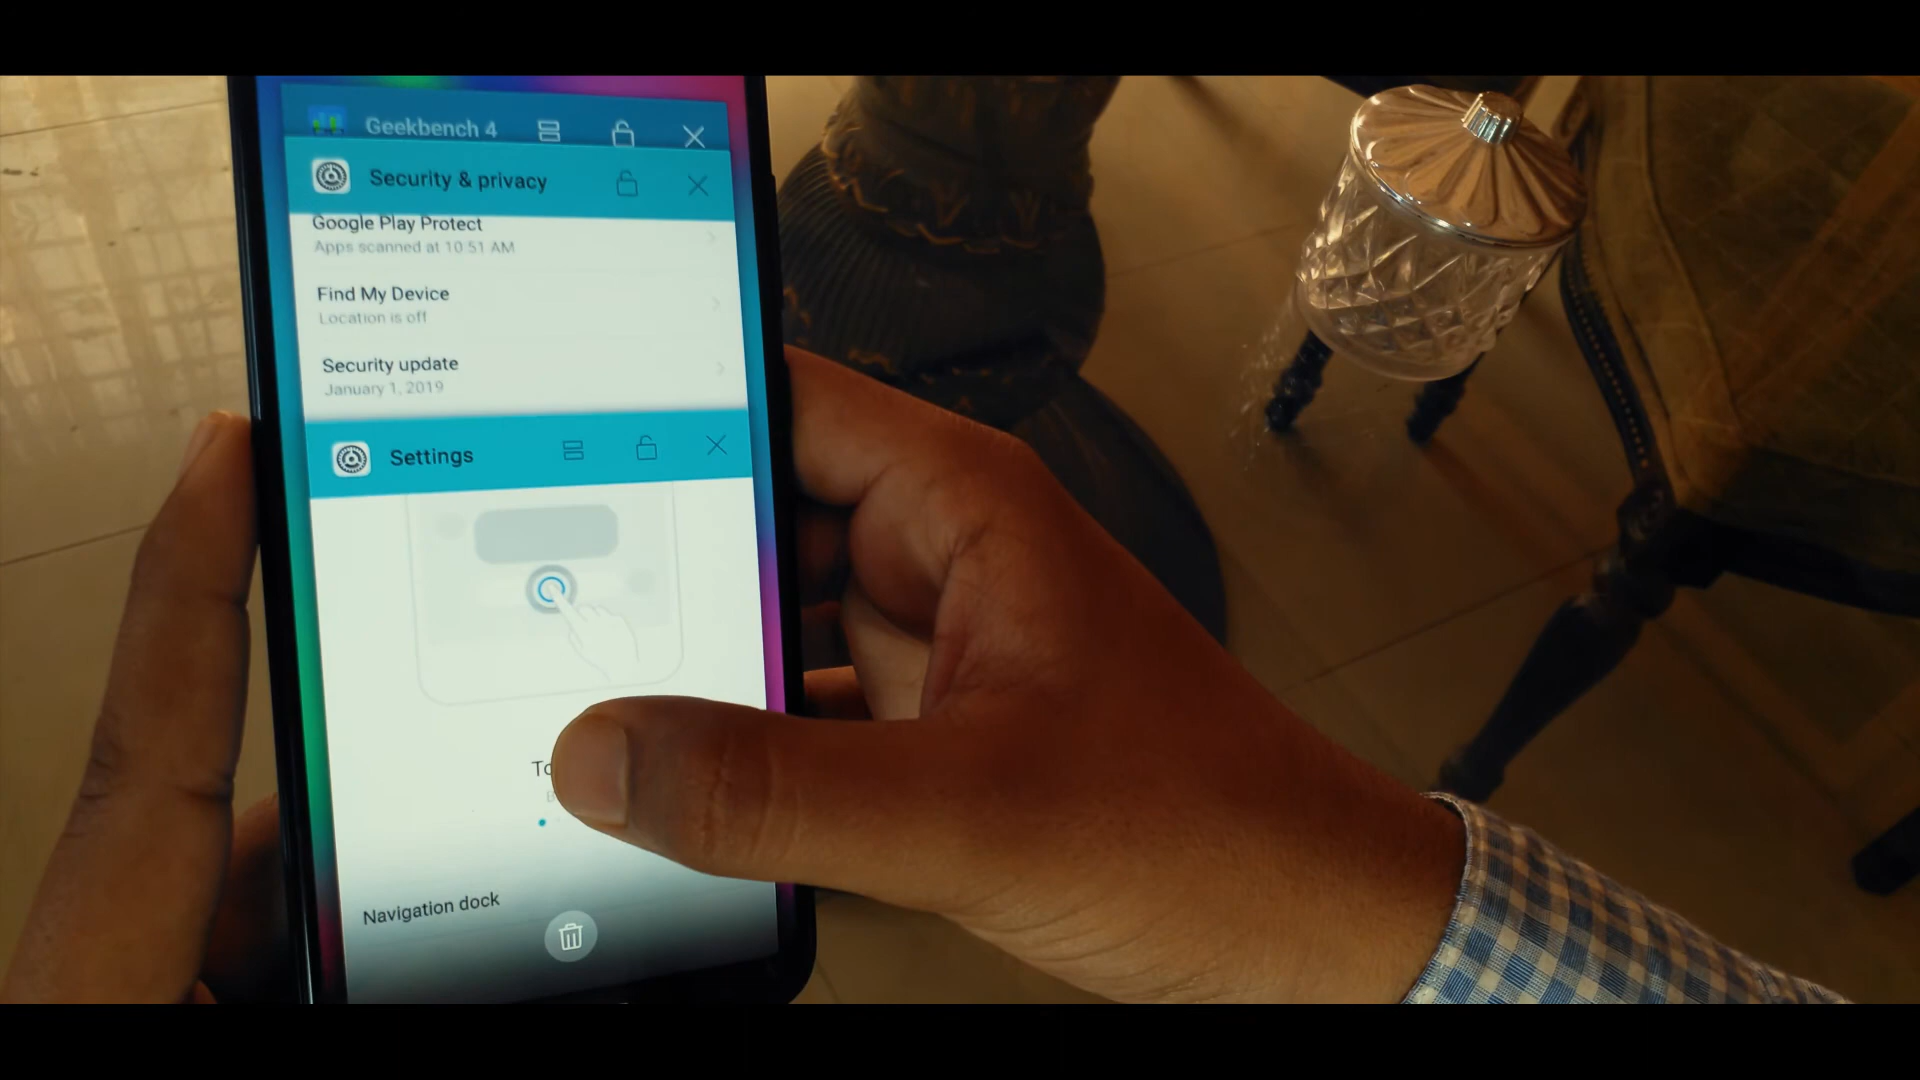 Geekbench 4
Security & privacy
Google Play Protect
Apps scanned at 10:51 AM
Find My Device
Location is off
Security update
January 1, 2019
Settings
Navigation dock